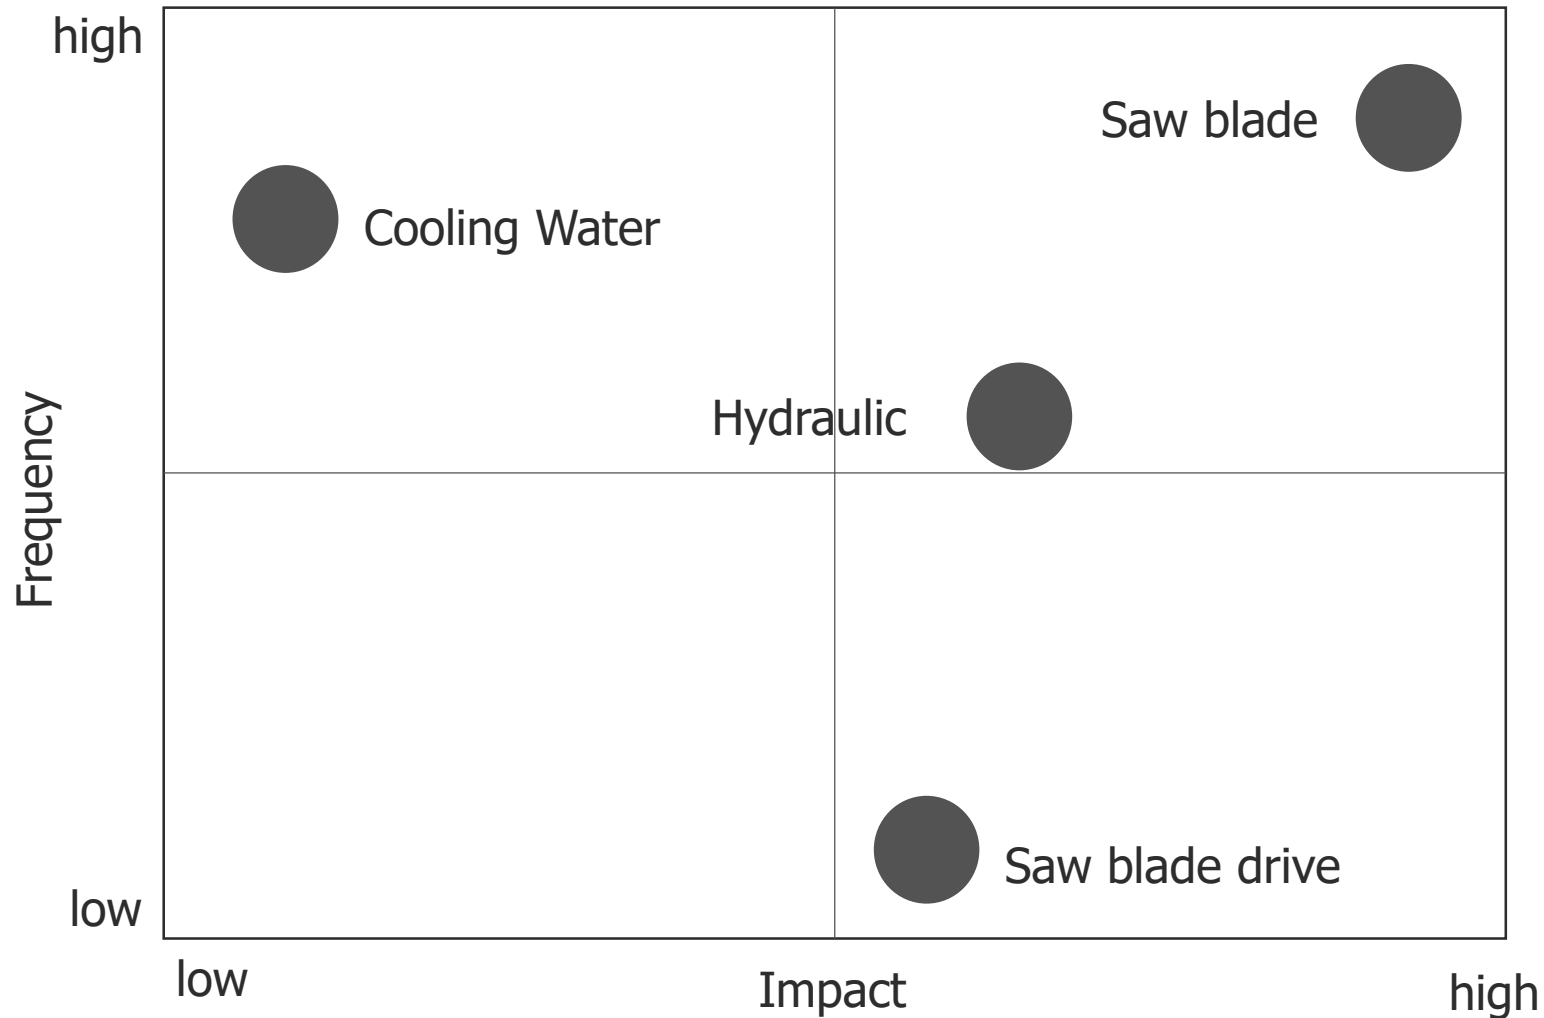 high
Saw blade
Cooling Water
Hydraulic
Frequency
Saw blade drive
low
low
Impact
high